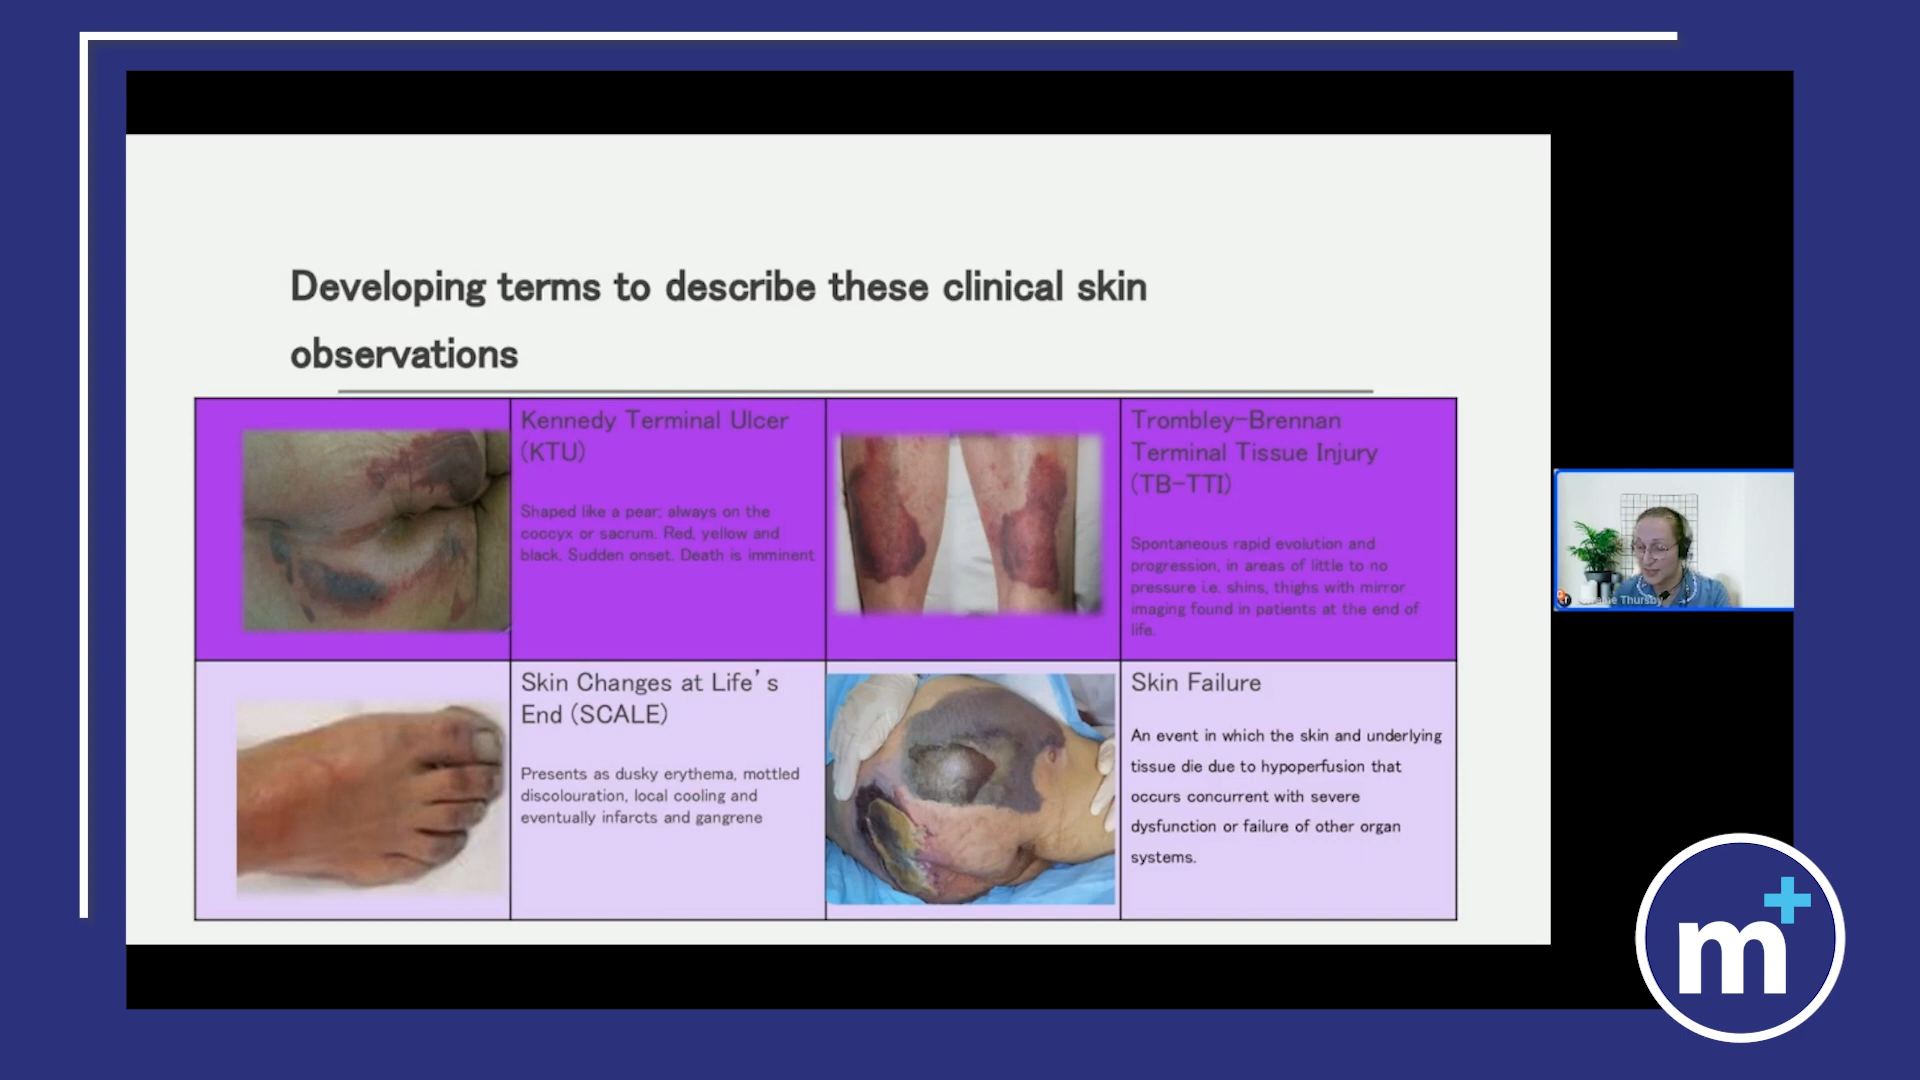 Developing terms to describe these clinical skin
observations
Kennedy Terminal Ulcer
(KTU)
Shaped like a pear; always on the
coccyx or sacrum. Red, yellow and
black. Sudden onset. Death is imminent
Trombley-Brennan
Terminal Tissue Injury
(TB-TTI)
Spontaneous rapid evolution and
progression, in areas of little to no
pressure i.e. shins, thighs with mirror
imaging found in patients at the end of
life.
Skin Changes at Life's
End (SCALE)
Presents as dusky erythema, mottled
discolouration, local cooling and
eventually infarcts and gangrene
Skin Failure
An event in which the skin and underlying
tissue die due to hypoperfusion that
occurs concurrent with severe
dysfunction or failure of other organ
systems.
Thursby
m+